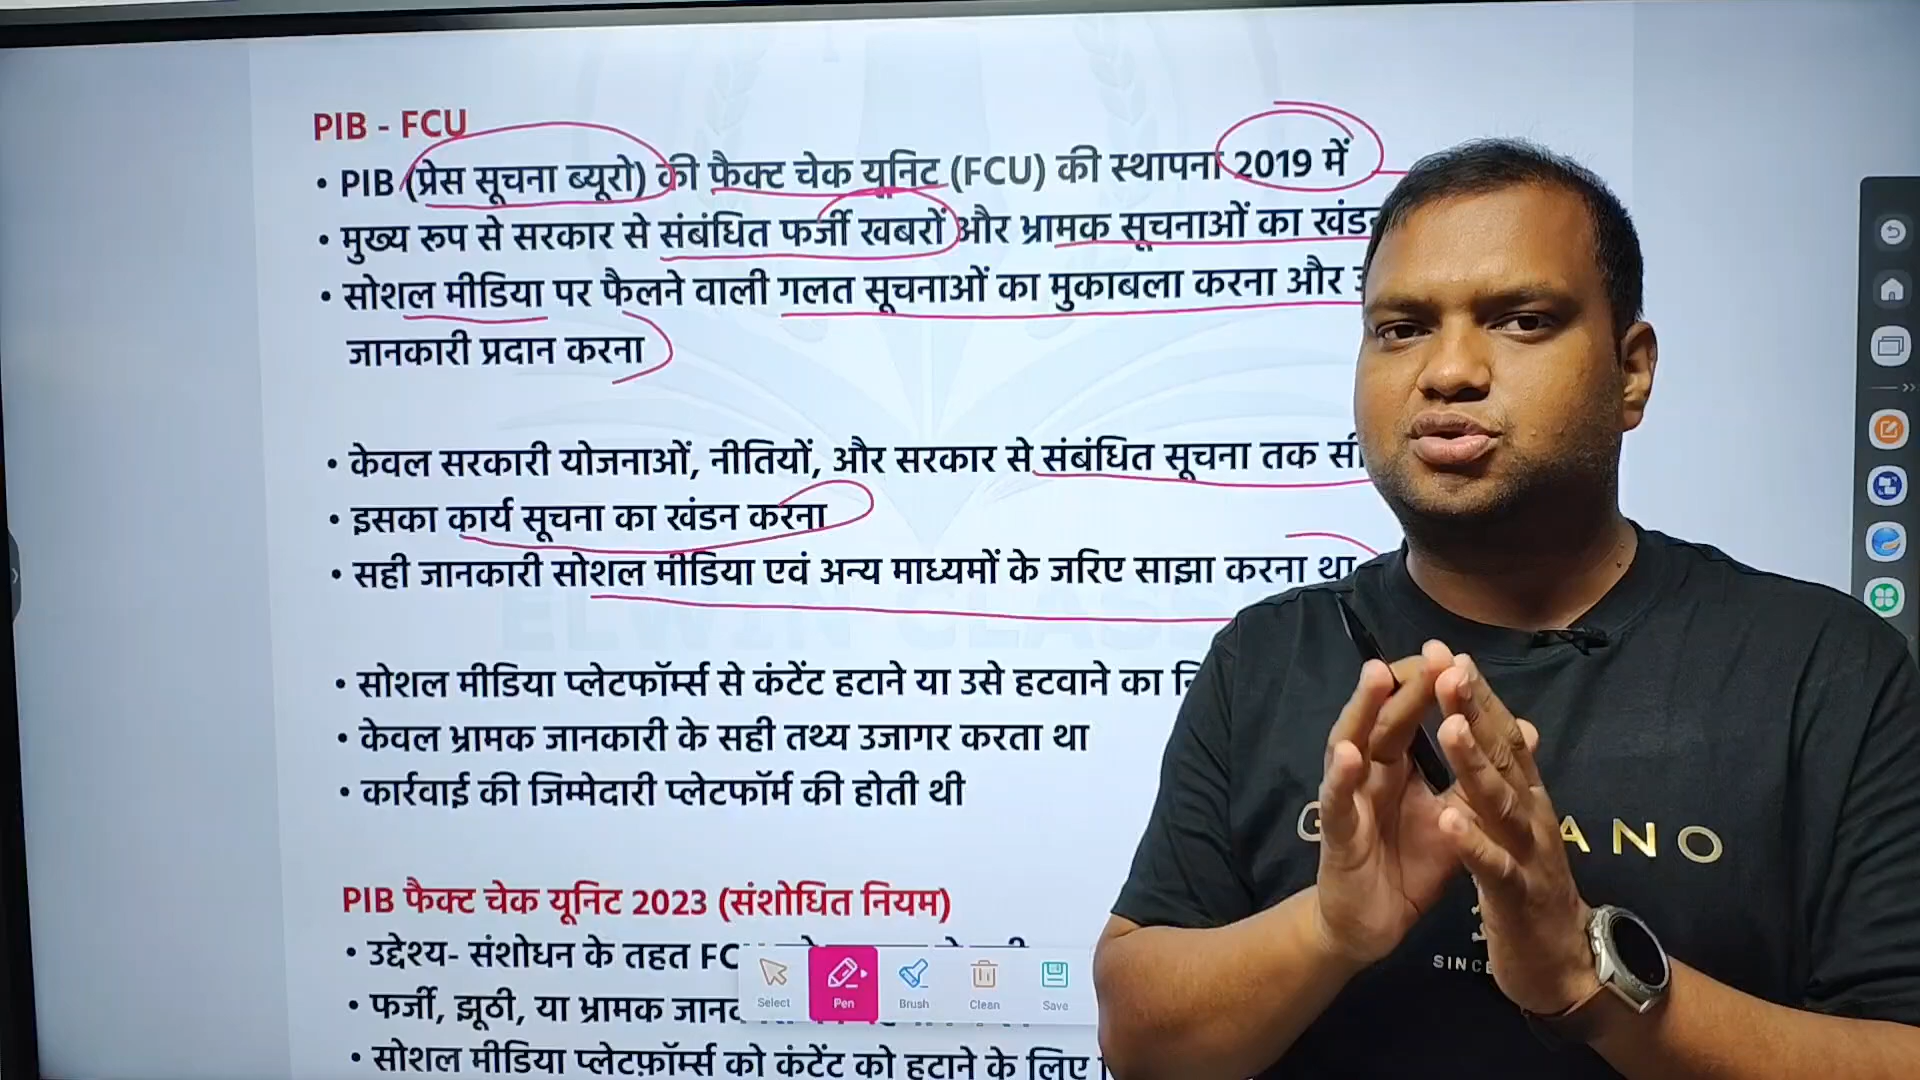 PIB - FCU
• PIB (प्रेस सूचना ब्यूरो) की फैक्ट चेक यूनिट (FCU) की स्थापना 2019 में
• मुख्य रूप से सरकार से संबंधित फर्जी खबरों और भ्रामक सूचनाओं का
• सोशल मीडिया पर फैलने वाली गलत सूचनाओं का मुकाबला करना और
जानकारी प्रदान करना
• केवल सरकारी योजनाओं, नीतियों, और सरकार से संबंधित सूचना तक
• इसका कार्य सूचना का खंडन करना
• सही जानकारी सोशल मीडिया एवं अन्य माध्यमों के जरिए साझा करना था
ELWIN
• सोशल मीडिया प्लेटफॉर्म्स से कंटेंट हटाने या उसे हटवाने का
• केवल भ्रामक जानकारी के सही तथ्य उजागर करता था
• कार्रवाई की जिम्मेदारी प्लेटफॉर्म की होती थी
PIB फैक्ट चेक यूनिट 2023 (संशोधित नियम)
• उद्देश्य- संशोधन के तहत
• फर्जी, झूठी, या भ्रामक
• सोशल मीडिया प्लेटफ़ॉर्म्स को कंटेंट को हटाने के लिए
Select Pen Brush Clean Save
ANO